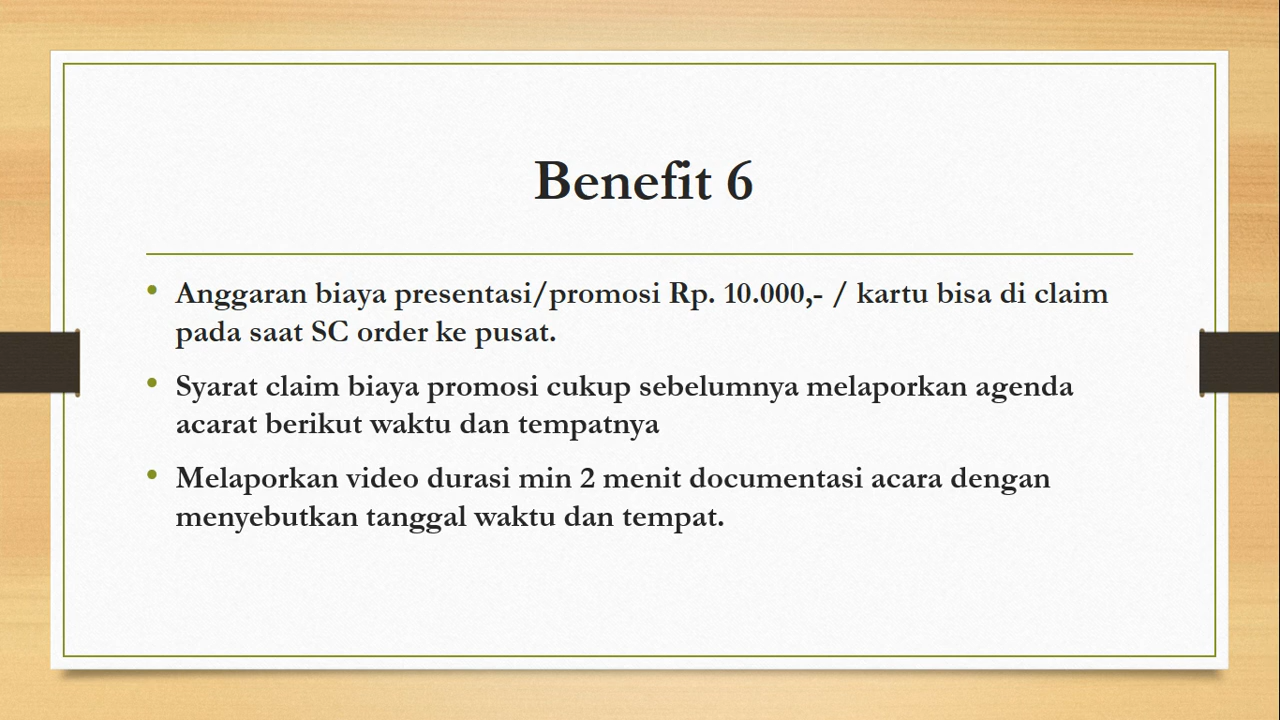 Benefit 6
• Anggaran biaya presentasi/promosi Rp. 10.000,- / kartu bisa di claim
pada saat SC order ke pusat.
• Syarat claim biaya promosi cukup sebelumnya melaporkan agenda
acarat berikut waktu dan tempatnya
• Melaporkan video durasi min 2 menit documentasi acara dengan
menyebutkan tanggal waktu dan tempat.